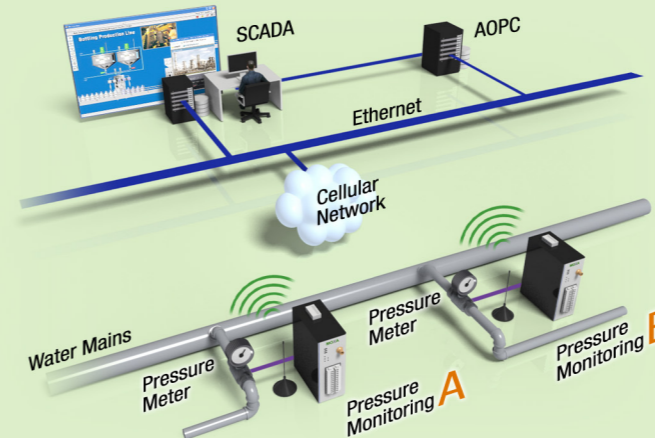 Bottling Production Line
SCADA
AOPC
Ethernet
Cellular
Network
Water Mains
Pressure
Meter
Pressure
Monitoring A
Pressure
Meter
Pressure
Monitoring